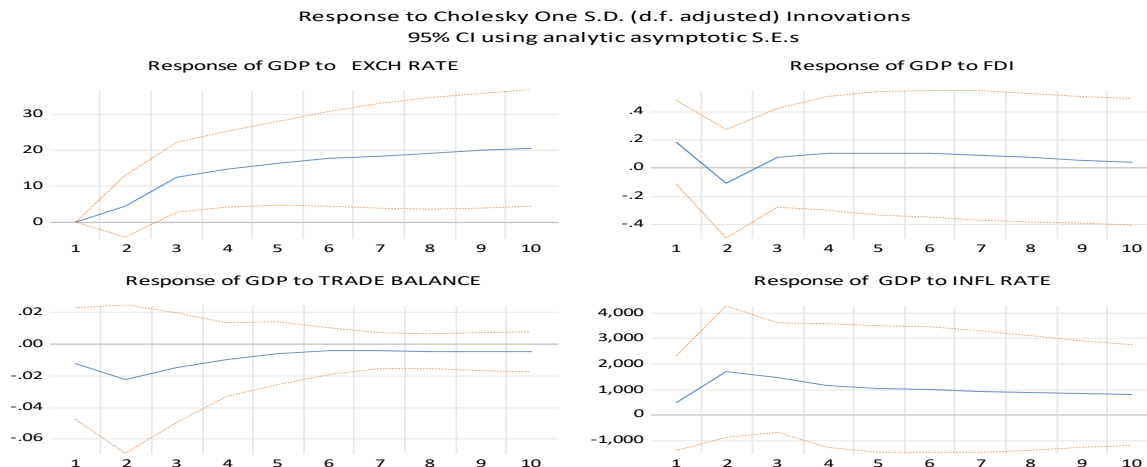 Response to Cholesky One S.D. (d.f. adjusted) Innovations
95% CI using analytic asymptotic S.E.s
Response of GDP to EXCH RATE
30
20
10
0
1 2 3 4 5 6 7 8 9 10
Response of GDP to FDI
.4
.2
.0
-.2
-.4
1 2 3 4 5 6 7 8 9 10
Response of GDP to TRADE BALANCE
.02
.00
-.02
-.04
-.06
1 2 3 4 5 6 7 8 9 10
Response of GDP to INFL RATE
4,000
3,000
2,000
1,000
0
-1,000
1 2 3 4 5 6 7 8 9 10